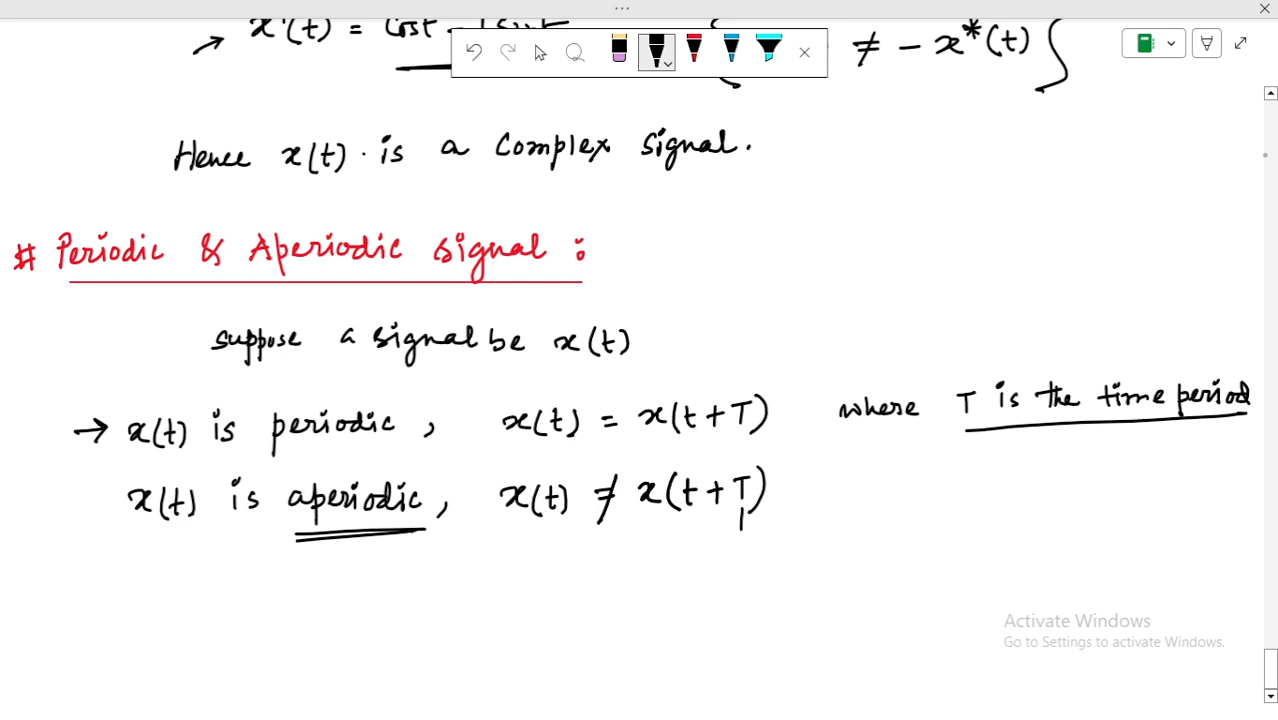 x(t) = Cost
≠ - x*(t)
Hence x(t) is a Complex signal.
# Periodic & Aperiodic signal :
suppose a signal be x(t)
→ x(t) is periodic, x(t) = x(t+T) where T is the time period
x(t) is aperiodic, x(t) ≠ x(t+T)
Activate Windows
Go to Settings to activate Windows.